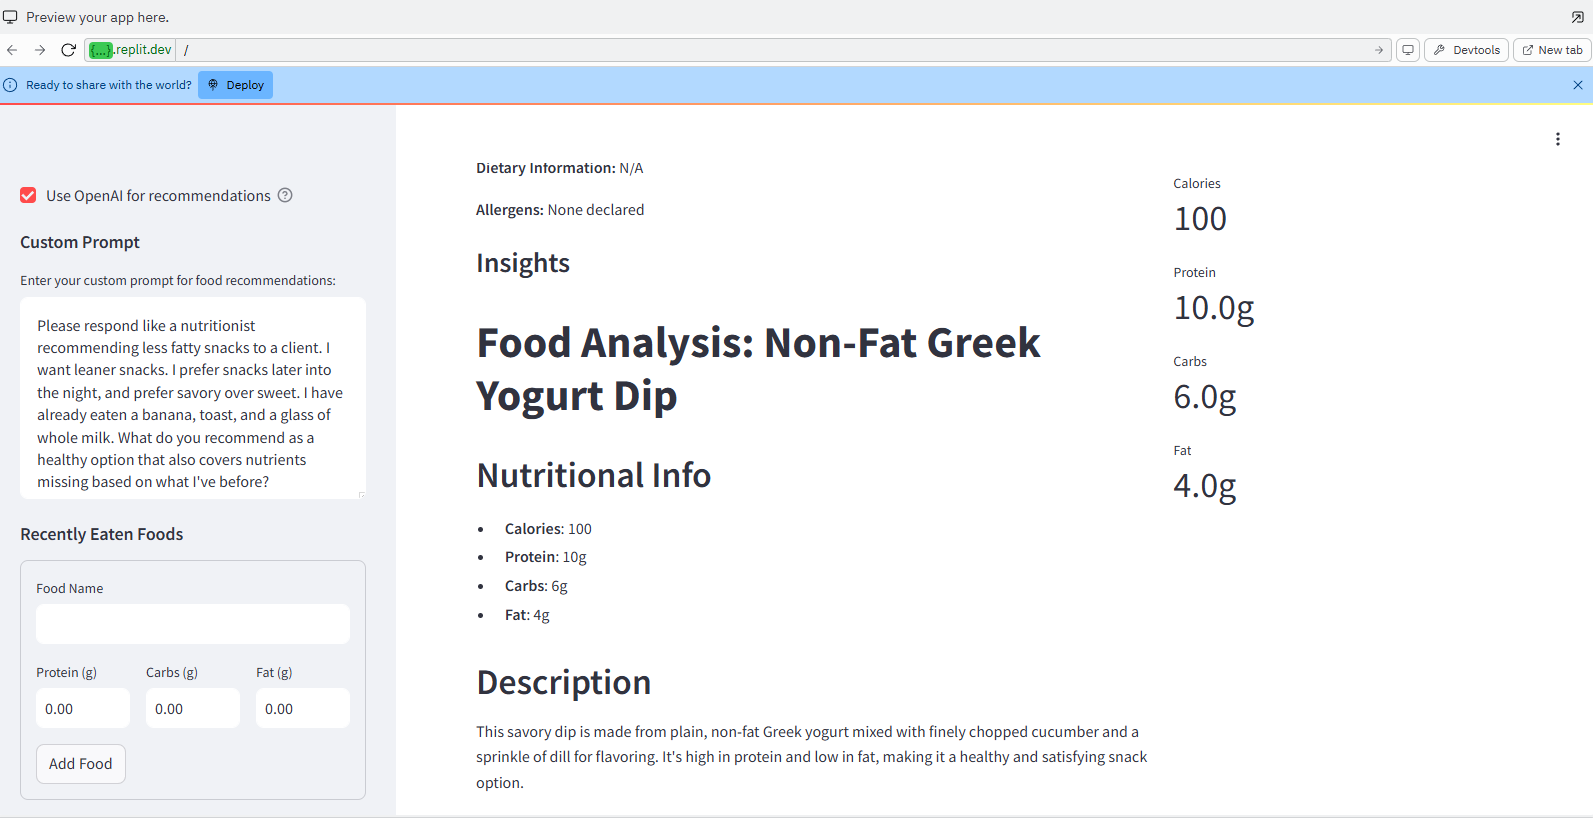 Preview your app here.
{...}.replit.dev /
Devtools
New tab
Ready to share with the world?
Deploy
Use OpenAI for recommendations
Custom Prompt
Enter your custom prompt for food recommendations:
Please respond like a nutritionist
recommending less fatty snacks to a client. I
want leaner snacks. I prefer snacks later into
the night, and prefer savory over sweet. I have
already eaten a banana, toast, and a glass of
whole milk. What do you recommend as a
healthy option that also covers nutrients
missing based on what I've before?
Recently Eaten Foods
Food Name
Protein (g)
Carbs (g)
Fat (g)
0.00
0.00
0.00
Add Food
Dietary Information: N/A
Allergens: None declared
Insights
Food Analysis: Non-Fat Greek
Yogurt Dip
Nutritional Info
• Calories: 100
• Protein: 10g
• Carbs: 6g
• Fat: 4g
Description
This savory dip is made from plain, non-fat Greek yogurt mixed with finely chopped cucumber and a
sprinkle of dill for flavoring. It's high in protein and low in fat, making it a healthy and satisfying snack
option.
Calories
100
Protein
10.0g
Carbs
6.0g
Fat
4.0g